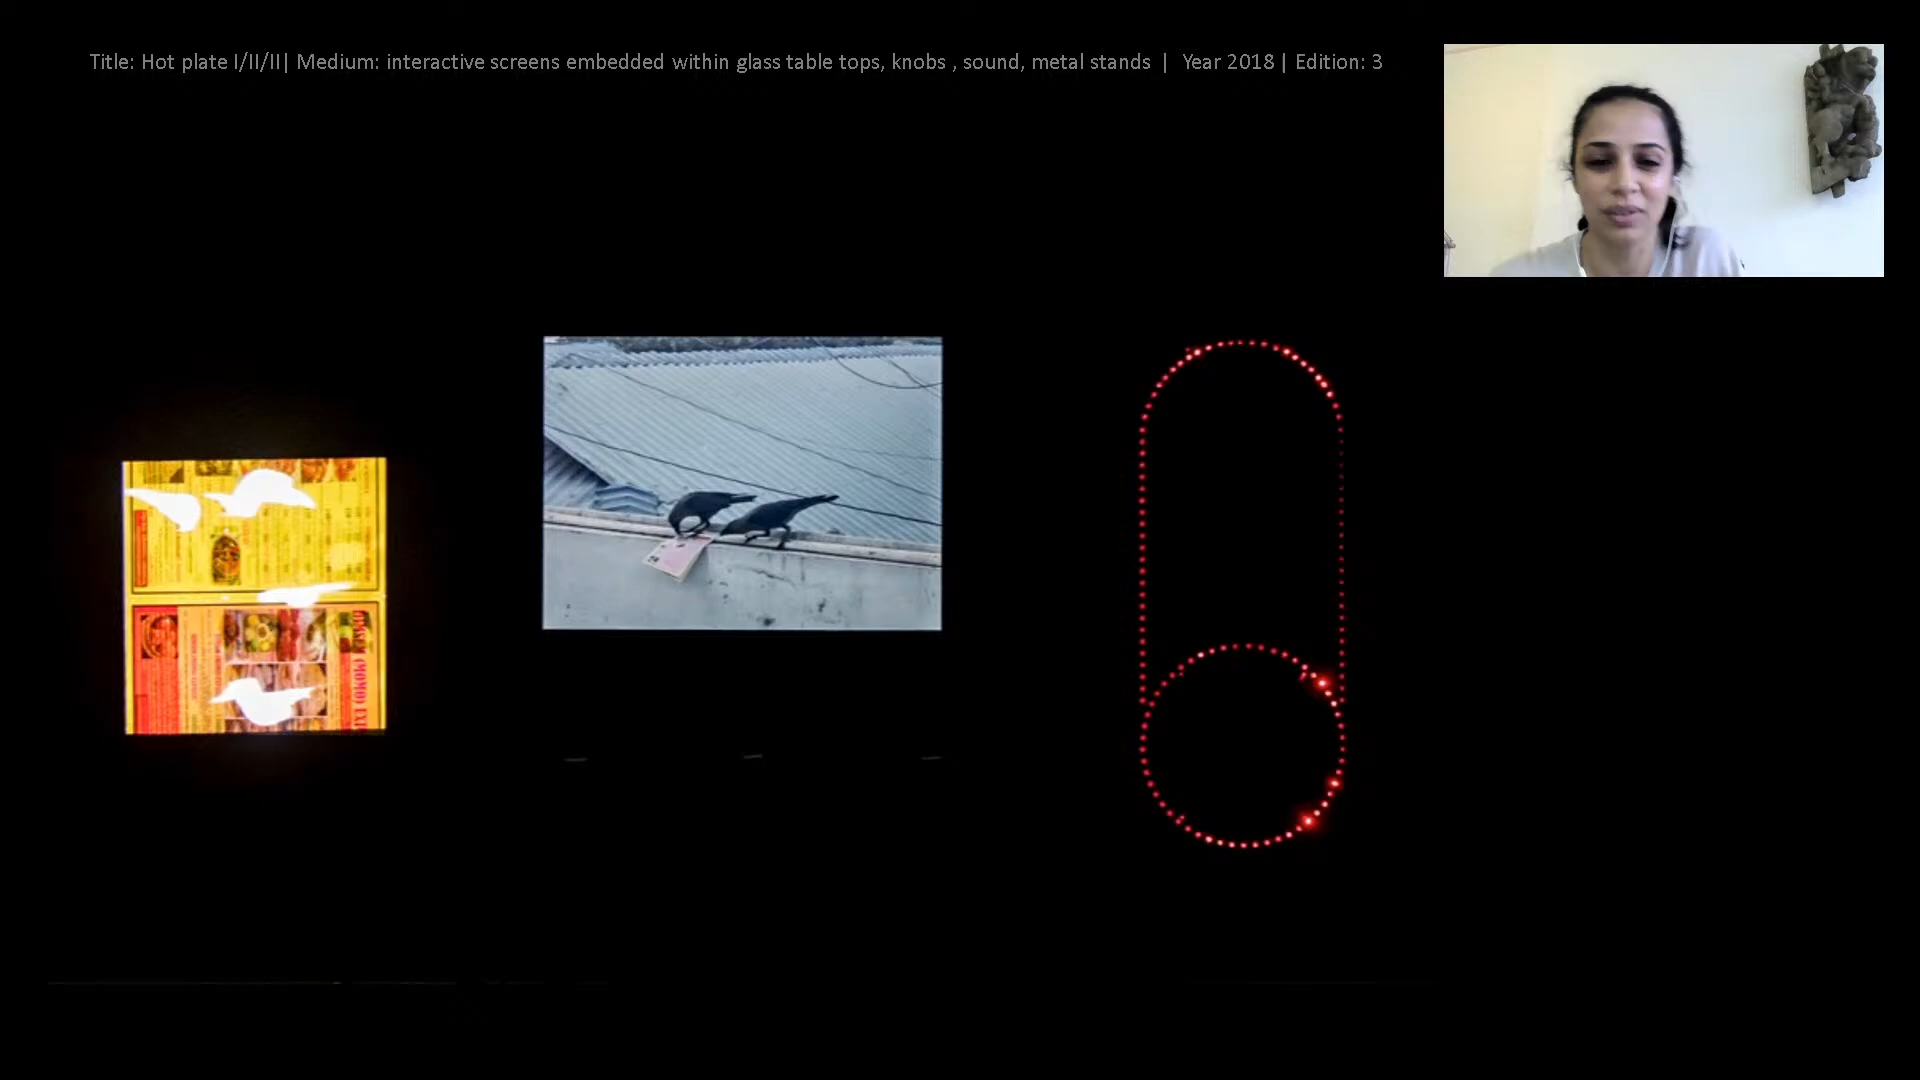 Title: Hot plate I/II/II| Medium: interactive screens embedded within glass table tops, knobs , sound, metal stands | Year 2018 | Edition: 3